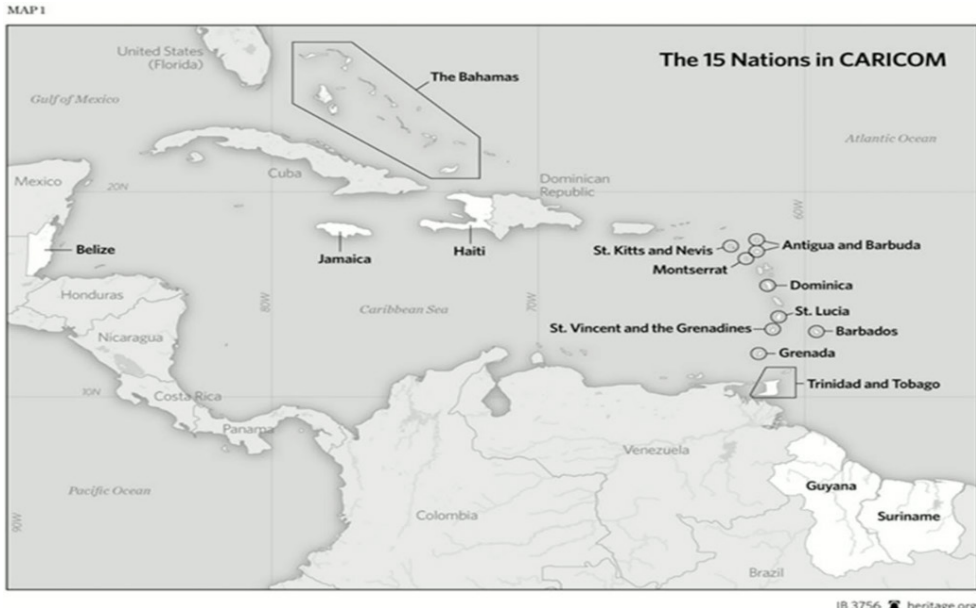 MAP 1
The 15 Nations in CARICOM
United States
(Florida)
The Bahamas
Gulf of Mexico
Atlantic Ocean
Cuba
Mexico
20N
Dominican
Republic
60W
Belize
Jamaica
Haiti
St. Kitts and Nevis
Antigua and Barbuda
Montserrat
Honduras
80W
Caribbean Sea
70W
Dominica
St. Lucia
St. Vincent and the Grenadines
Barbados
Nicaragua
Grenada
Trinidad and Tobago
10N
Costa Rica
Panama
Venezuela
Pacific Ocean
Guyana
90W
Colombia
Suriname
Brazil
IB 3756 heritage.org